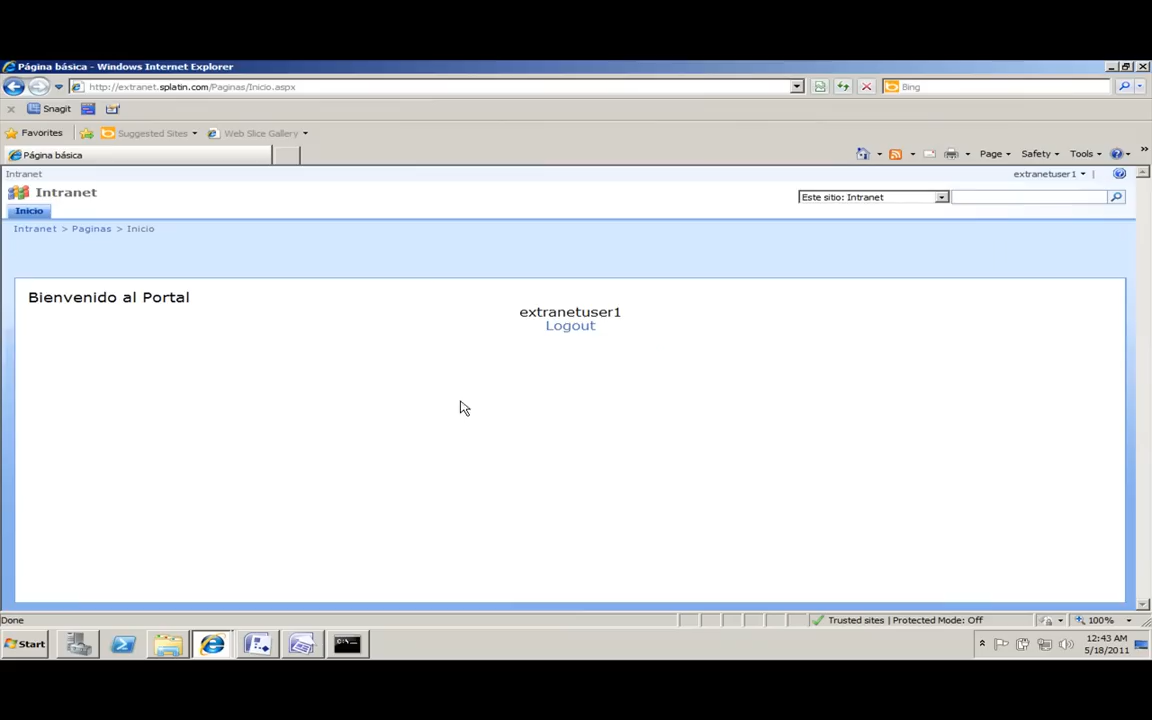 Página básica - Windows Internet Explorer
http://extranet.splatin.com/Paginas/Inicio.aspx
Bing
Snagit
Favorites
Suggested Sites
Web Slice Gallery
Página básica
Page
Safety
Tools
Intranet
extranetuser1
Intranet
Este sitio: Intranet
Inicio
Intranet > Paginas > Inicio
Bienvenido al Portal
extranetuser1
Logout
Done
Trusted sites | Protected Mode: Off
100%
Start
12:43 AM
5/18/2011